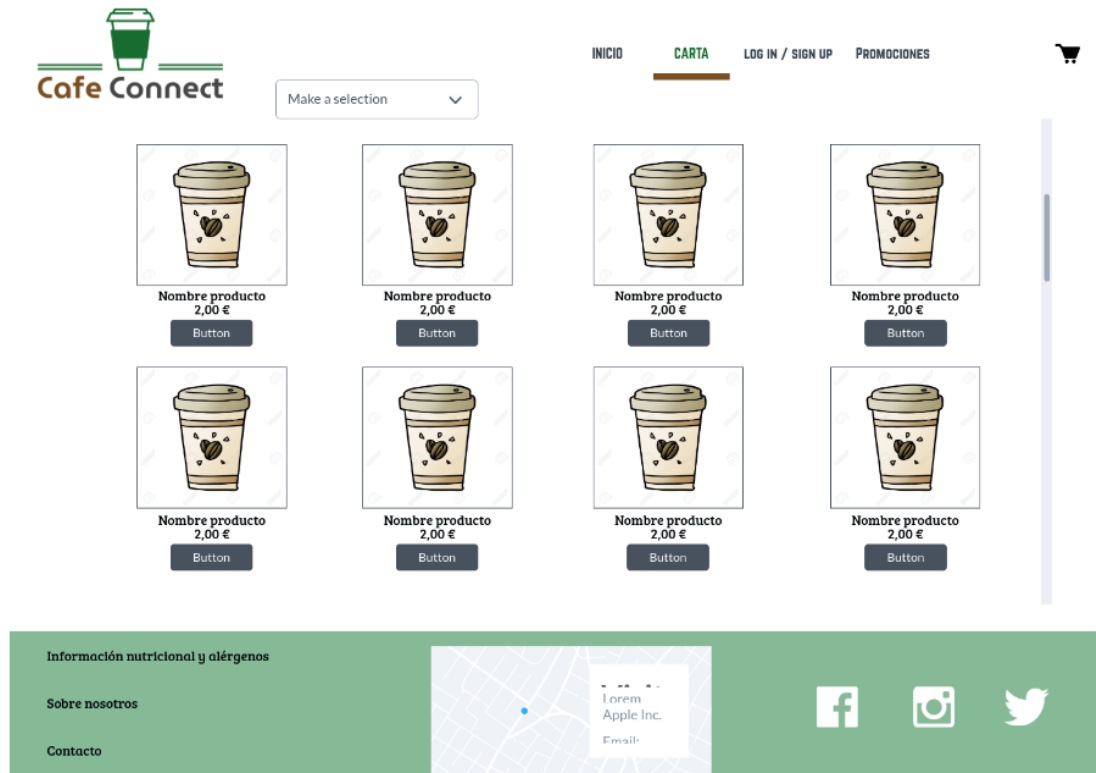 Cafe Connect
INICIO
CARTA
LOG IN / SIGN UP
PROMOCIONES
Make a selection
Nombre producto
2,00 €
Button
Nombre producto
2,00 €
Button
Nombre producto
2,00 €
Button
Nombre producto
2,00 €
Button
Nombre producto
2,00 €
Button
Nombre producto
2,00 €
Button
Nombre producto
2,00 €
Button
Nombre producto
2,00 €
Button
Información nutricional y alérgenos
Sobre nosotros
Contacto
Lorem
Apple Inc.
Email: